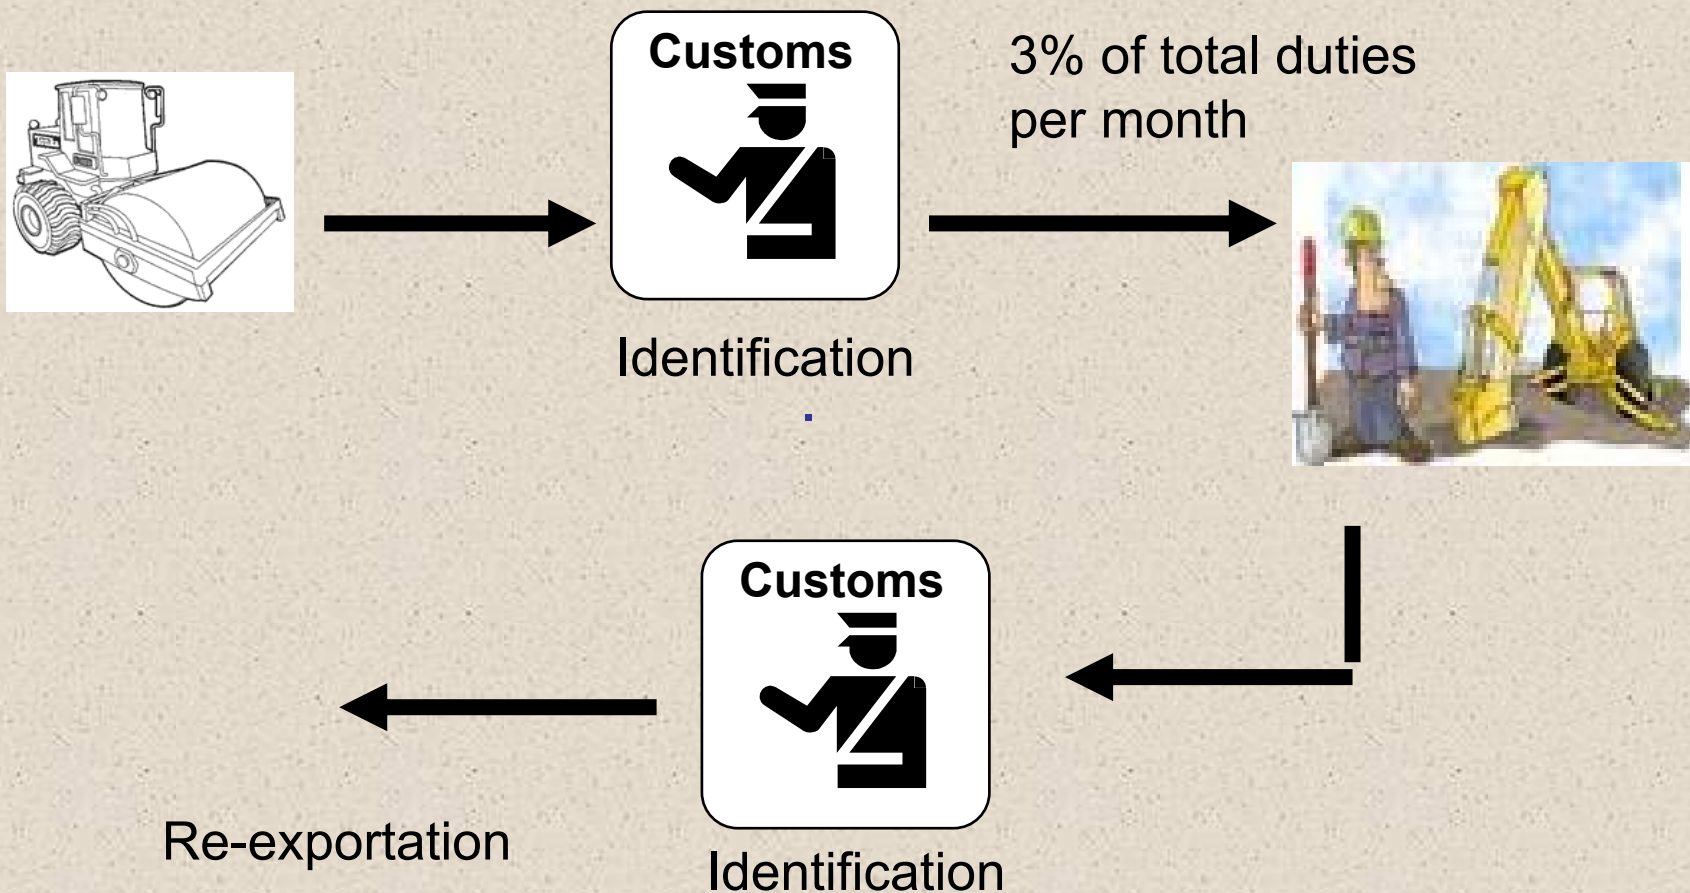 Customs
3% of total duties
per month
Identification
Customs
Re-exportation
Identification